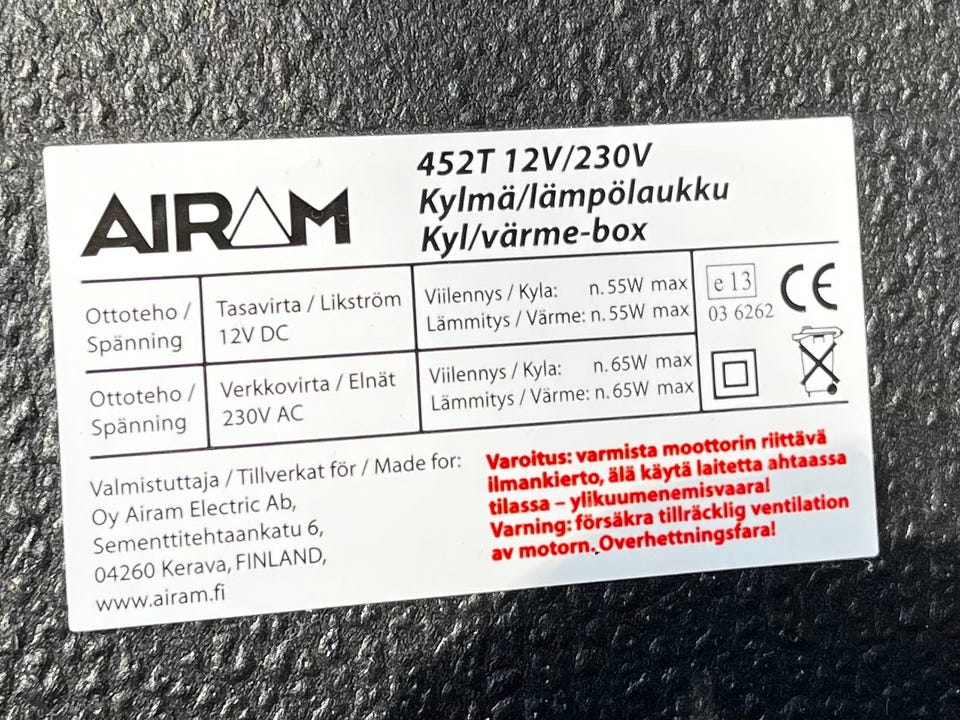 AIRAM
452T 12V/230V
Kylmä/lämpölaukku
Kyl/värme-box
Ottoteho /
Spänning
Tasavirta / Likström
12V DC
Viilennys / Kyla: n.55W max
Lämmitys / Värme: n.55W max
e 13
03 6262
CE
Ottoteho /
Spänning
Verkkovirta / Elnät
230V AC
Viilennys / Kyla: n.65W max
Lämmitys / Värme: n.65W max
Valmistuttaja / Tillverkat för / Made for:
Oy Airam Electric Ab,
Sementtitehtaankatu 6,
04260 Kerava, FINLAND,
www.airam.fi
Varoitus: varmista moottorin riittävä
ilmankierto, älä käytä laitetta ahtaassa
tilassa – ylikuumenemisvaara!
Varning: försäkra tillräcklig ventilation
av motorn. Overhettningsfara!